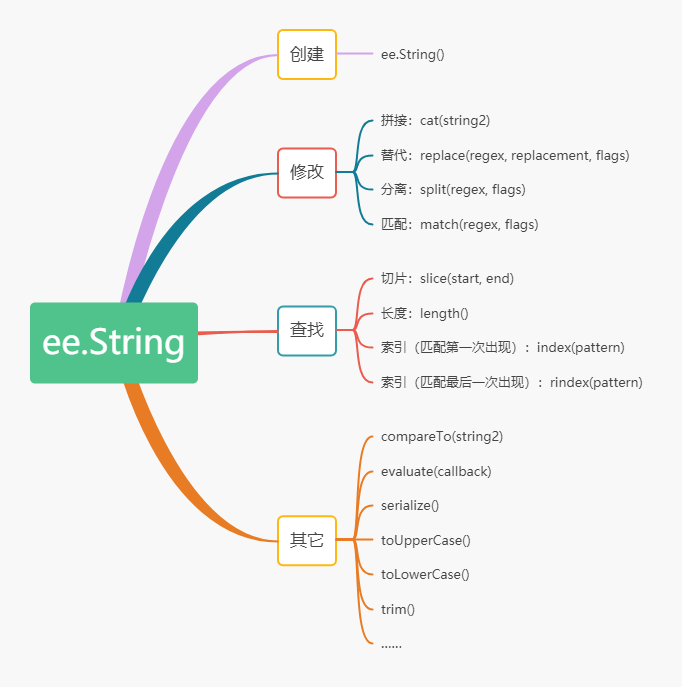 ee.String
创建
ee.String()
修改
拼接：cat(string2)
替代：replace(regex, replacement, flags)
分离：split(regex, flags)
匹配：match(regex, flags)
查找
切片：slice(start, end)
长度：length()
索引（匹配第一次出现）：index(pattern)
索引（匹配最后一次出现）：rindex(pattern)
其它
compareTo(string2)
evaluate(callback)
serialize()
toUpperCase()
toLowerCase()
trim()
......